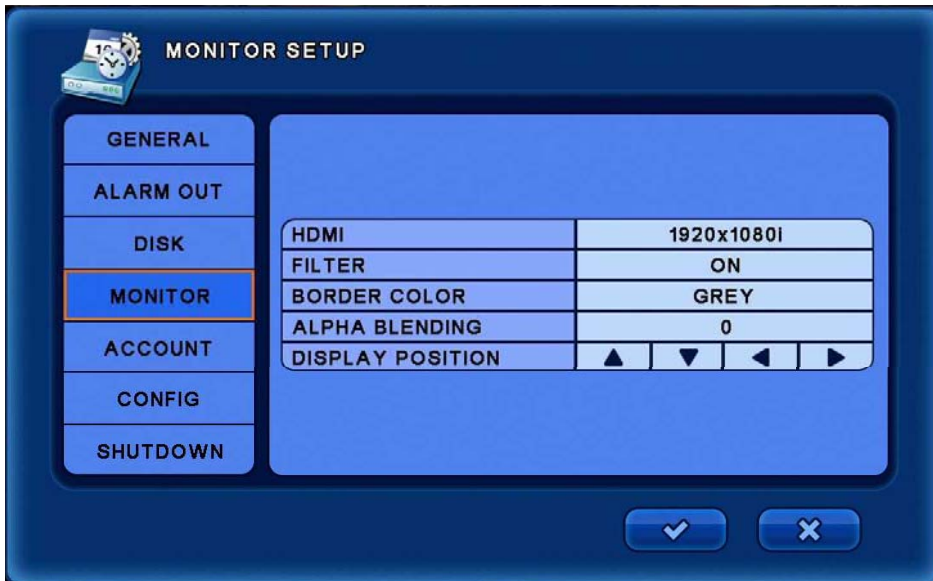 MONITOR SETUP
GENERAL
ALARM OUT
DISK
MONITOR
ACCOUNT
CONFIG
SHUTDOWN
HDMI 1920x1080i
FILTER ON
BORDER COLOR GREY
ALPHA BLENDING 0
DISPLAY POSITION